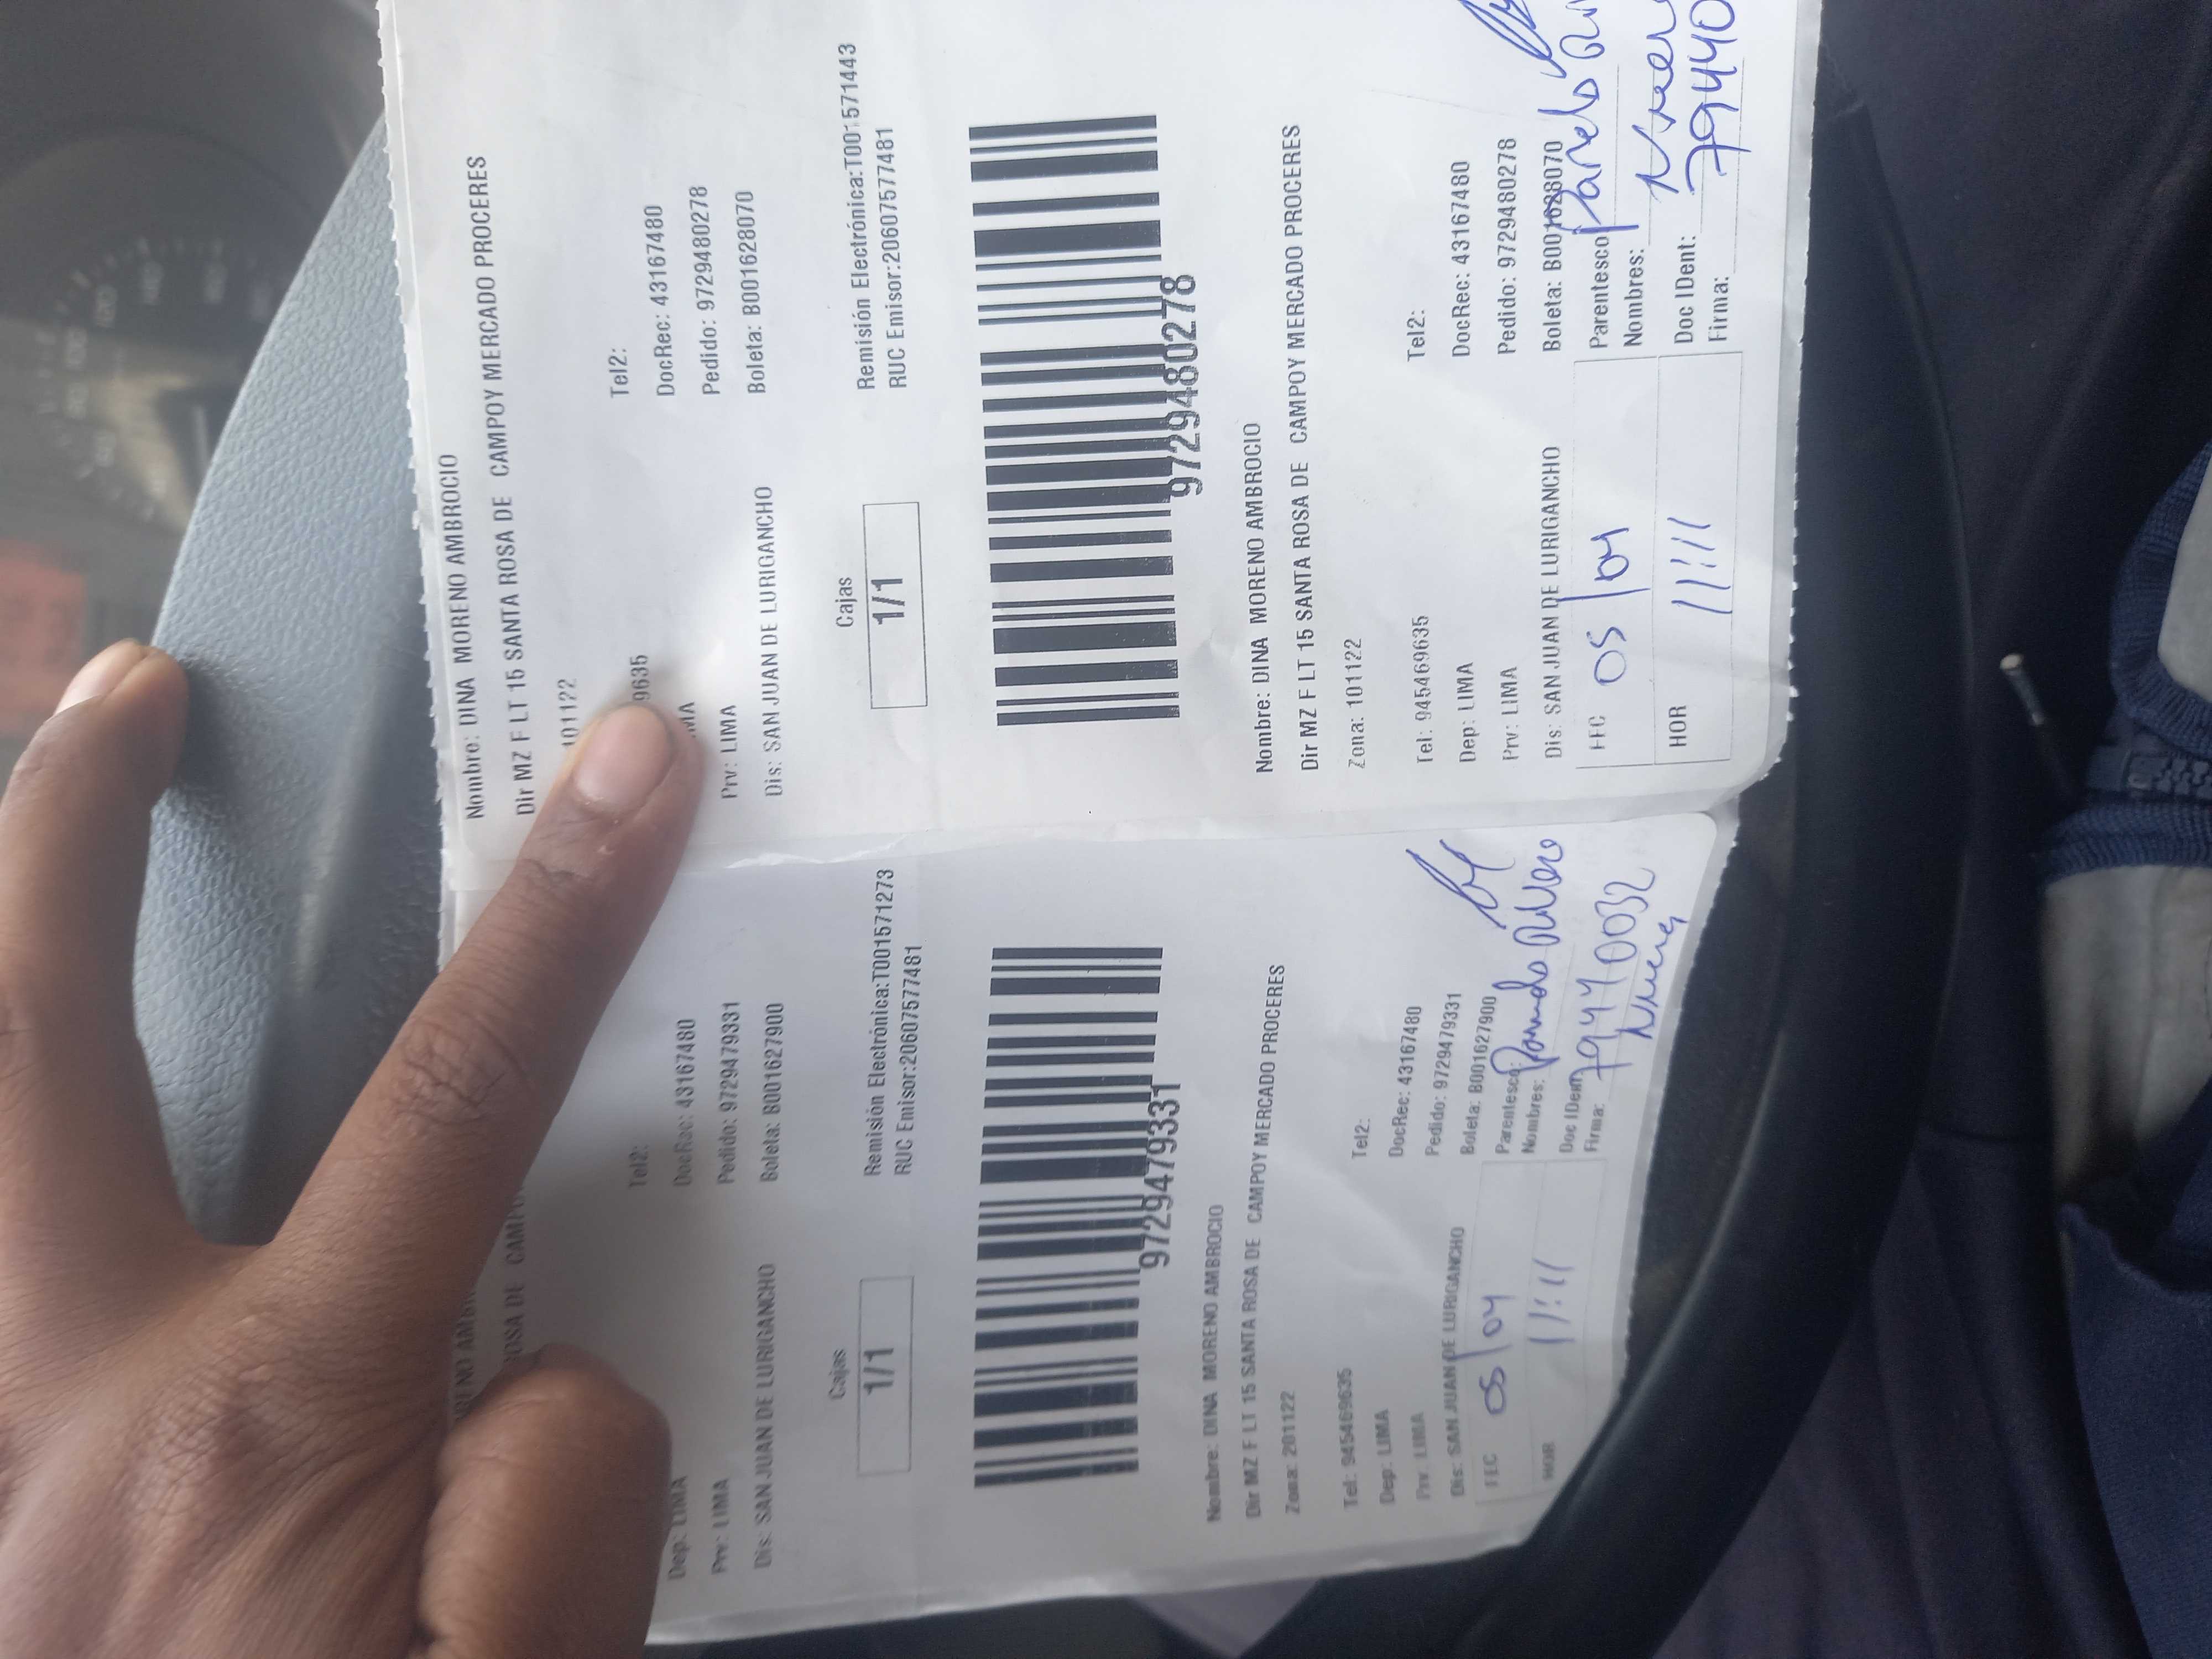 Nombre: DINA MORENO AMBROCIO
Dir MZ F LT 15 SANTA ROSA DE CAMPOY MERCADO PROCERES
101122
Tel2:
9635
DocRec: 43167480
MA
Pedido: 9729480278
Prv: LIMA
Boleta: B001628070
Dis: SAN JUAN DE LURIGANCHO
Cajas
1/1
Remisión Electrónica:T001571443
RUC Emisor:20607577481
9729480278
Nombre: DINA MORENO AMBROCIO
Dir MZ F LT 15 SANTA ROSA DE CAMPOY MERCADO PROCERES
Zona: 101122
Tel: 945469635
Tel2:
Dep: LIMA
DocRec: 43167480
Prv: LIMA
Pedido: 9729480278
Dis: SAN JUAN DE LURIGANCHO
Boleta: B001628070
FEC 05/04
Parentesco
Nombres:
HOR 11:11
Doc IDent: 79440
Firma:
ROSA DE
Tel2:
Dep: LIMA
DocRec: 43167480
Prv: LIMA
Pedido: 9729479331
Dis: SAN JUAN DE LURIGANCHO
Boleta: B001627900
Cajas
1/1
Remisión Electrónica:T001571273
RUC Emisor:20607577481
9729479331
Nombre: DINA MORENO AMBROCIO
Dir MZ F LT 15 SANTA ROSA DE CAMPOY MERCADO PROCERES
Zona: 201122
Tel: 945469635
Tel2:
Dep: LIMA
DocRec: 43167480
Prv: LIMA
Pedido: 9729479331
Dis: SAN JUAN DE LURIGANCHO
Boleta: B001627900
FEC 05/04
Parentesco:
Nombres:
HOR 11:11
Doc IDent 79440032
Firma: